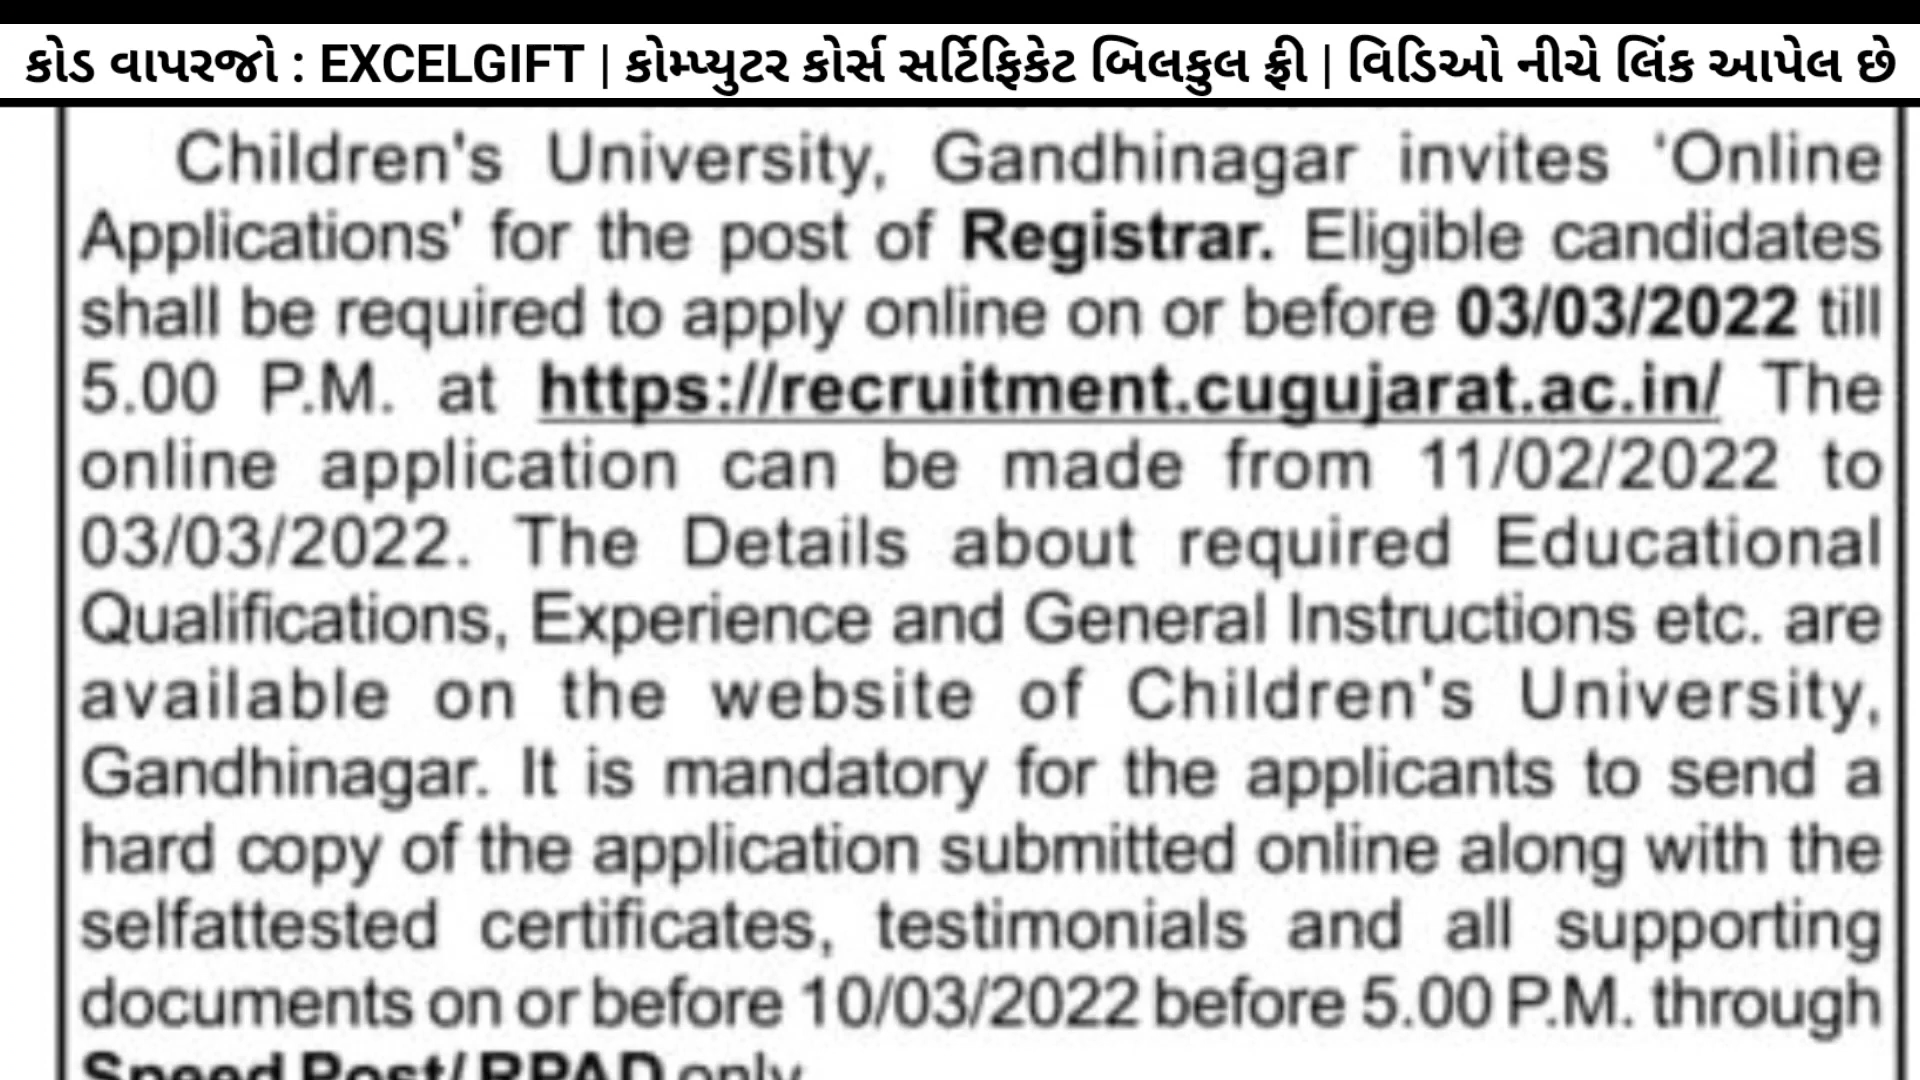 કોડ વાપરજો : EXCELGIFT | કોમ્પ્યુટર કોર્સ સર્ટિફિકેટ બિલકુલ ફ્રી | વિડિઓ નીચે લિંક આપેલ છે
Children's University, Gandhinagar invites 'Online
Applications' for the post of Registrar. Eligible candidates
shall be required to apply online on or before 03/03/2022 till
5.00 P.M. at https://recruitment.cugujarat.ac.in/ The
online application can be made from 11/02/2022 to
03/03/2022. The Details about required Educational
Qualifications, Experience and General Instructions etc. are
available on the website of Children's University,
Gandhinagar. It is mandatory for the applicants to send a
hard copy of the application submitted online along with the
selfattested certificates, testimonials and all supporting
documents on or before 10/03/2022 before 5.00 P.M. through
Speed Post/ RPAD only